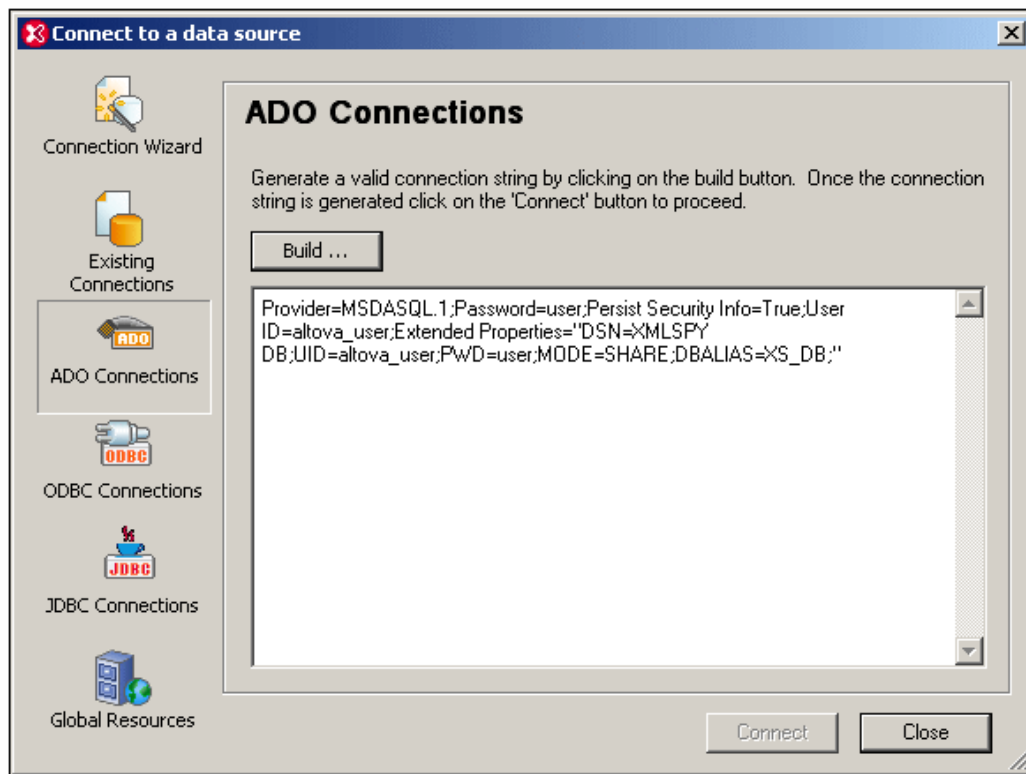 Connect to a data source
Connection Wizard
Existing
Connections
ADO
ADO Connections
ODBC
ODBC Connections
JDBC
JDBC Connections
Global Resources
ADO Connections
Generate a valid connection string by clicking on the build button. Once the connection
string is generated click on the 'Connect' button to proceed.
Build ...
Provider=MSDASQL.1;Password=user;Persist Security Info=True;User
ID=altova_user;Extended Properties="DSN=XMLSPY
DB;UID=altova_user;PWD=user;MODE=SHARE;DBALIAS=XS_DB;"
Connect
Close